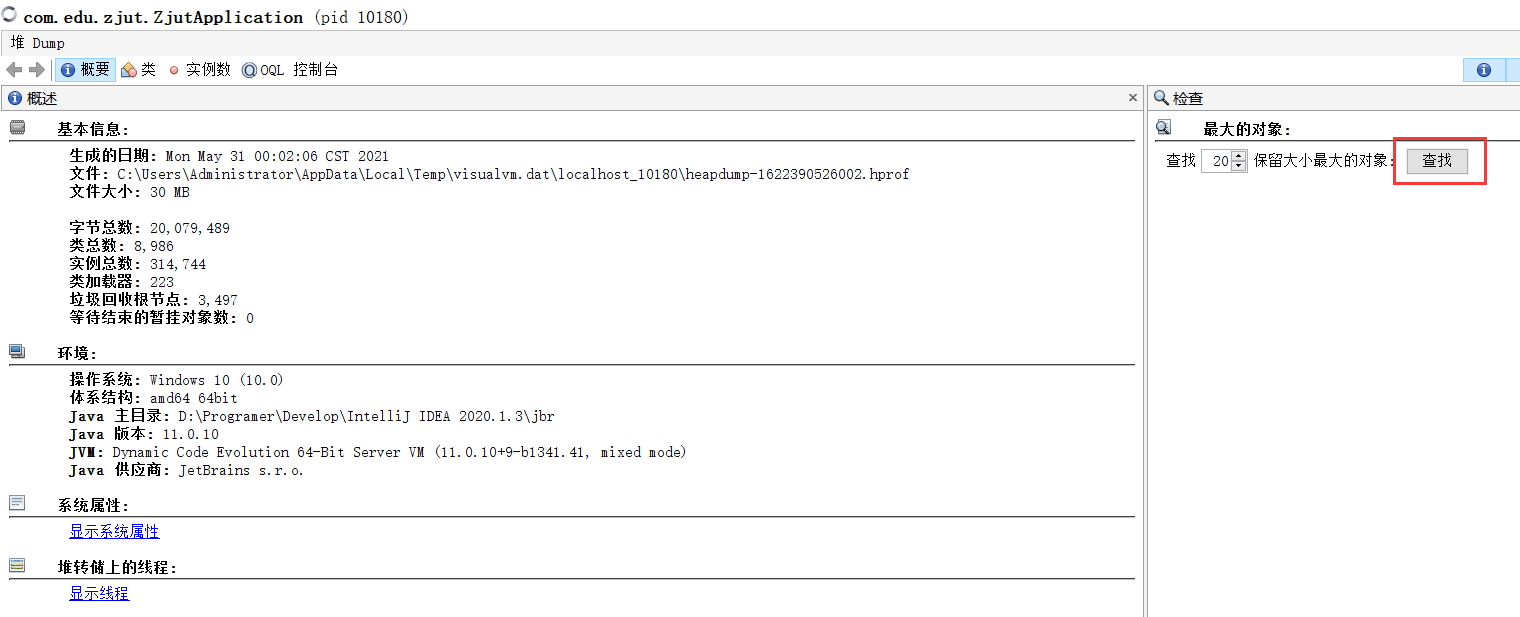 com.edu.zjut.ZjutApplication (pid 10180)
堆 Dump
概要 类 实例数 OQL 控制台
概述
基本信息:
生成的日期: Mon May 31 00:02:06 CST 2021
文件: C:\Users\Administrator\AppData\Local\Temp\visualvm.dat\localhost_10180\heapdump-1622390526002.hprof
文件大小: 30 MB
字节总数: 20,079,489
类总数: 8,986
实例总数: 314,744
类加载器: 223
垃圾回收根节点: 3,497
等待结束的暂挂对象数: 0
环境:
操作系统: Windows 10 (10.0)
体系结构: amd64 64bit
Java 主目录: D:\Programer\Develop\IntelliJ IDEA 2020.1.3\jbr
Java 版本: 11.0.10
JVM: Dynamic Code Evolution 64-Bit Server VM (11.0.10+9-b1341.41, mixed mode)
Java 供应商: JetBrains s.r.o.
系统属性:
显示系统属性
堆转储上的线程:
显示线程
检查
最大的对象:
查找 20 保留大小最大的对象: 查找